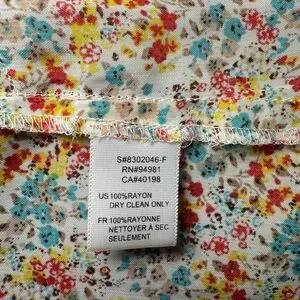 S#8302046-F
RN#94981
CA#40198
US 100%RAYON
DRY CLEAN ONLY
FR 100%RAYONNE
NETTOYER À SEC
SEULEMENT